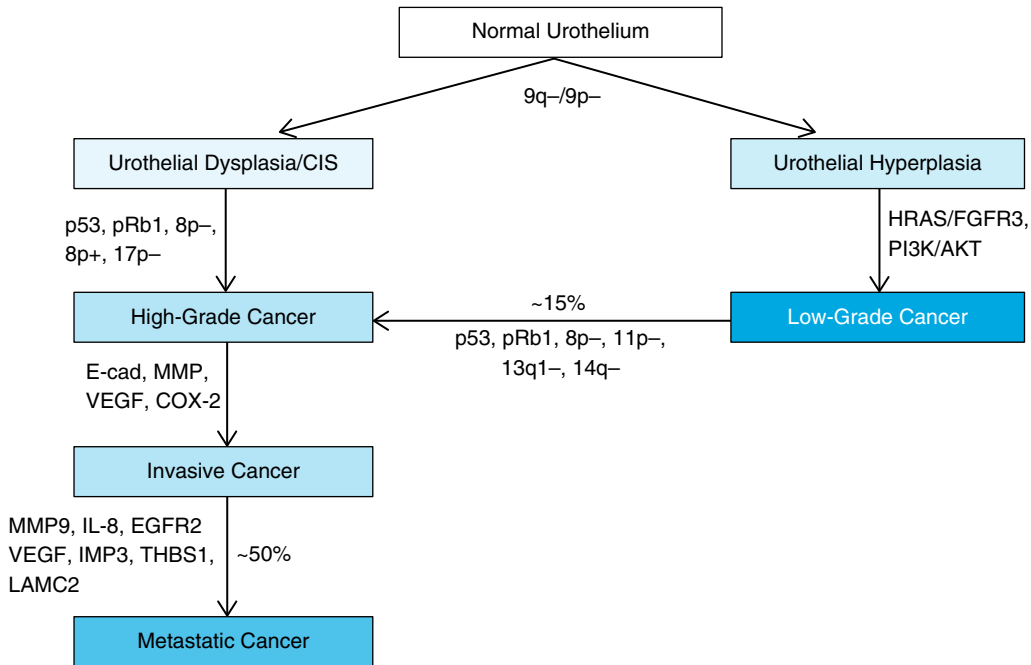 Normal Urothelium
9q–/9p–
Urothelial Dysplasia/CIS
Urothelial Hyperplasia
p53, pRb1, 8p–,
8p+, 17p–
HRAS/FGFR3,
PI3K/AKT
High-Grade Cancer
~15%
Low-Grade Cancer
p53, pRb1, 8p–, 11p–,
13q1–, 14q–
E-cad, MMP,
VEGF, COX-2
Invasive Cancer
MMP9, IL-8, EGFR2
VEGF, IMP3, THBS1,
LAMC2
~50%
Metastatic Cancer